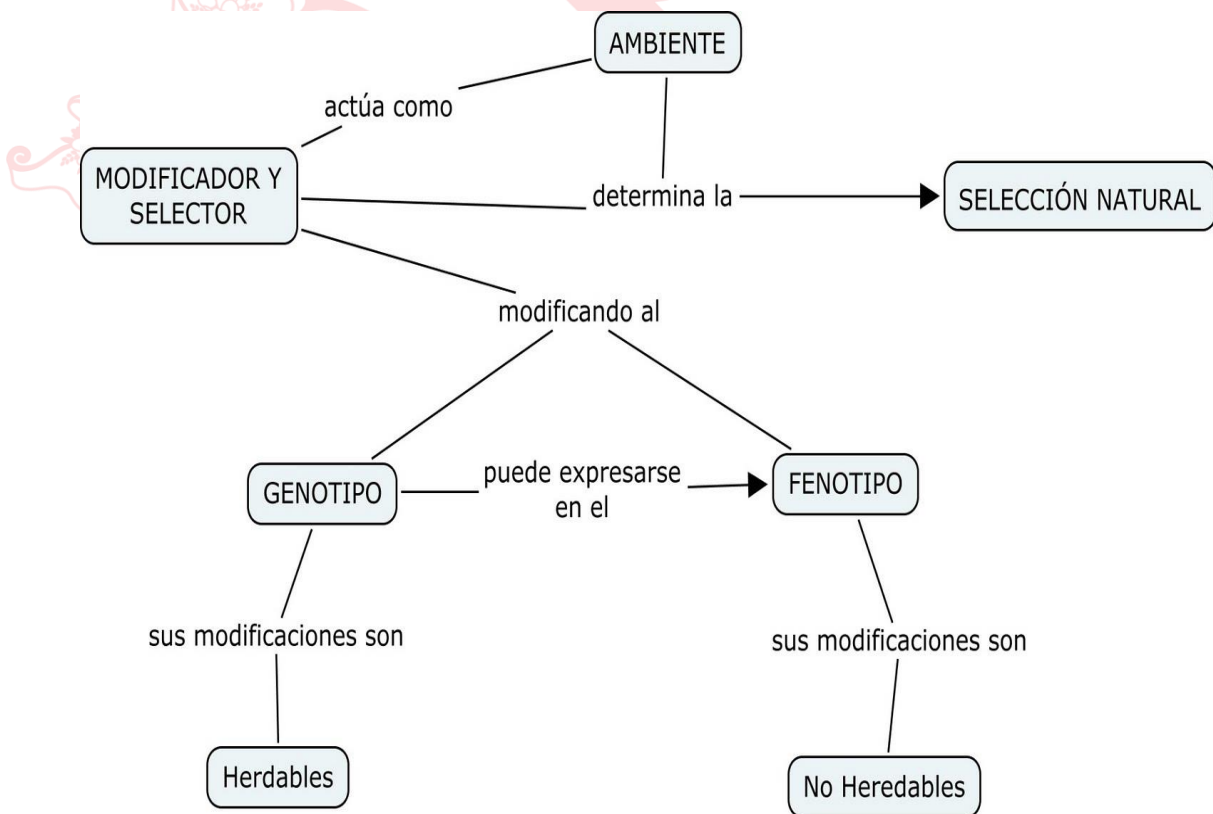 AMBIENTE
actúa como
MODIFICADOR Y
SELECTOR
determina la
SELECCIÓN NATURAL
modificando al
GENOTIPO
puede expresarse
en el
FENOTIPO
sus modificaciones son
sus modificaciones son
Herdables
No Heredables